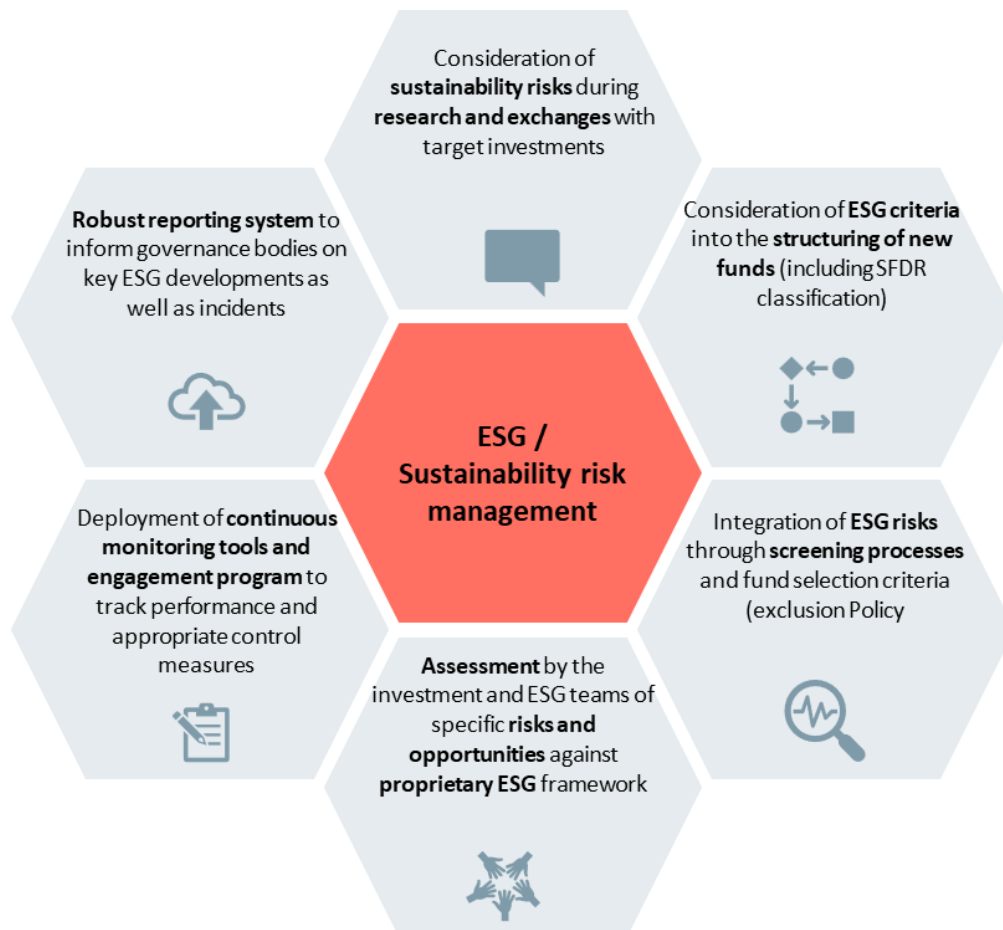 Consideration of
sustainability risks during
research and exchanges with
target investments
Robust reporting system to
inform governance bodies on
key ESG developments as
well as incidents
Consideration of ESG criteria
into the structuring of new
funds (including SFDR
classification)
ESG /
Sustainability risk
management
Deployment of continuous
monitoring tools and
engagement program to
track performance and
appropriate control
measures
Integration of ESG risks
through screening processes
and fund selection criteria
(exclusion Policy
Assessment by the
investment and ESG teams of
specific risks and
opportunities against
proprietary ESG framework